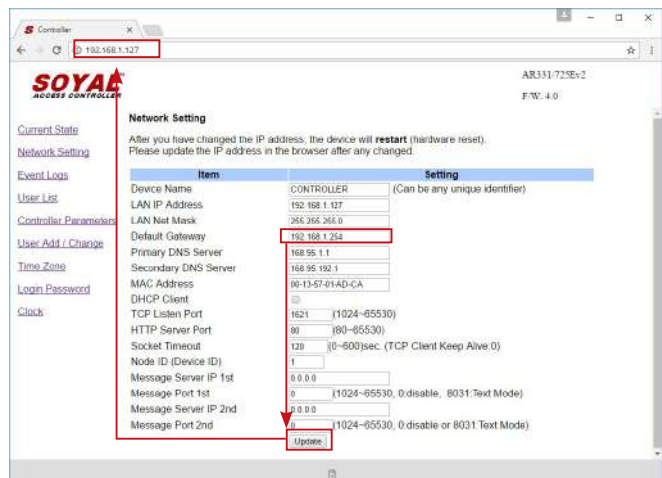 Controller
192.168.1.127
SOYAL
ACCESS CONTROLLER
AR331/725Ev2
F/W: 4.0
Current State
Network Setting
Event Logs
User List
Controller Parameters
User Add / Change
Time Zone
Login Password
Clock
Network Setting
After you have changed the IP address, the device will restart (hardware reset).
Please update the IP address in the browser after any changed.
Item Setting
Device Name CONTROLLER (Can be any unique identifier)
LAN IP Address 192.168.1.127
LAN Net Mask 255.255.255.0
Default Gateway 192.168.1.254
Primary DNS Server 168.95.1.1
Secondary DNS Server 168.95.192.1
MAC Address 00-13-57-01-AD-CA
DHCP Client
TCP Listen Port 1621 (1024~65530)
HTTP Server Port 80 (80~65530)
Socket Timeout 120 (0~600)sec. (TCP Client Keep Alive:0)
Node ID (Device ID) 1
Message Server IP 1st 0.0.0.0
Message Port 1st 0 (1024~65530, 0:disable, 8031:Text Mode)
Message Server IP 2nd 0.0.0.0
Message Port 2nd 0 (1024~65530, 0:disable or 8031:Text Mode)
Update